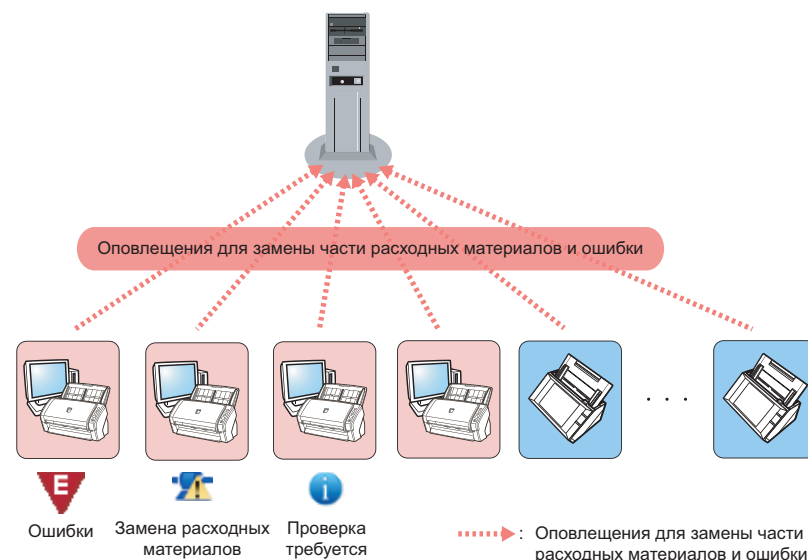 Оповлещения для замены части расходных материалов и ошибки
. . .
E
i
Ошибки
Замена расходных
материалов
Проверка
требуется
: Оповлещения для замены части
расходных материалов и ошибки